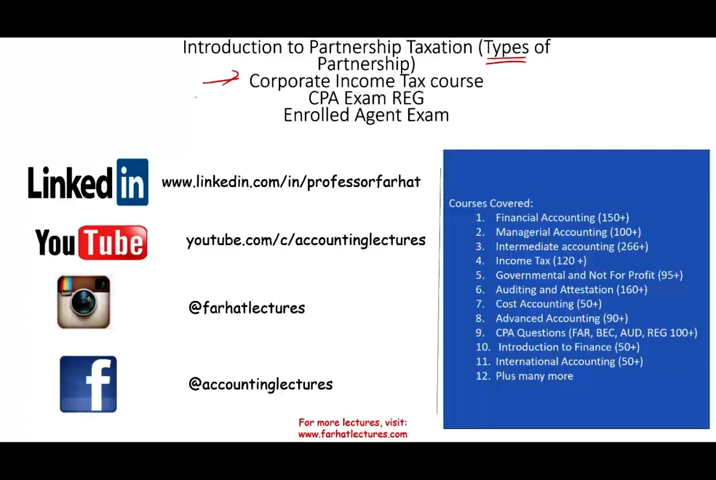 Introduction to Partnership Taxation (Types of
Partnership)
Corporate Income Tax course
CPA Exam REG
Enrolled Agent Exam
Linked in www.linkedin.com/in/professorfarhat
You Tube youtube.com/c/accountinglectures
@farhatlectures
f @accountinglectures
Courses Covered:
1. Financial Accounting (150+)
2. Managerial Accounting (100+)
3. Intermediate accounting (266+)
4. Income Tax (120 +)
5. Governmental and Not For Profit (95+)
6. Auditing and Attestation (160+)
7. Cost Accounting (50+)
8. Advanced Accounting (90+)
9. CPA Questions (FAR, BEC, AUD, REG 100+)
10. Introduction to Finance (50+)
11. International Accounting (50+)
12. Plus many more
For more lectures, visit:
www.farhatlectures.com